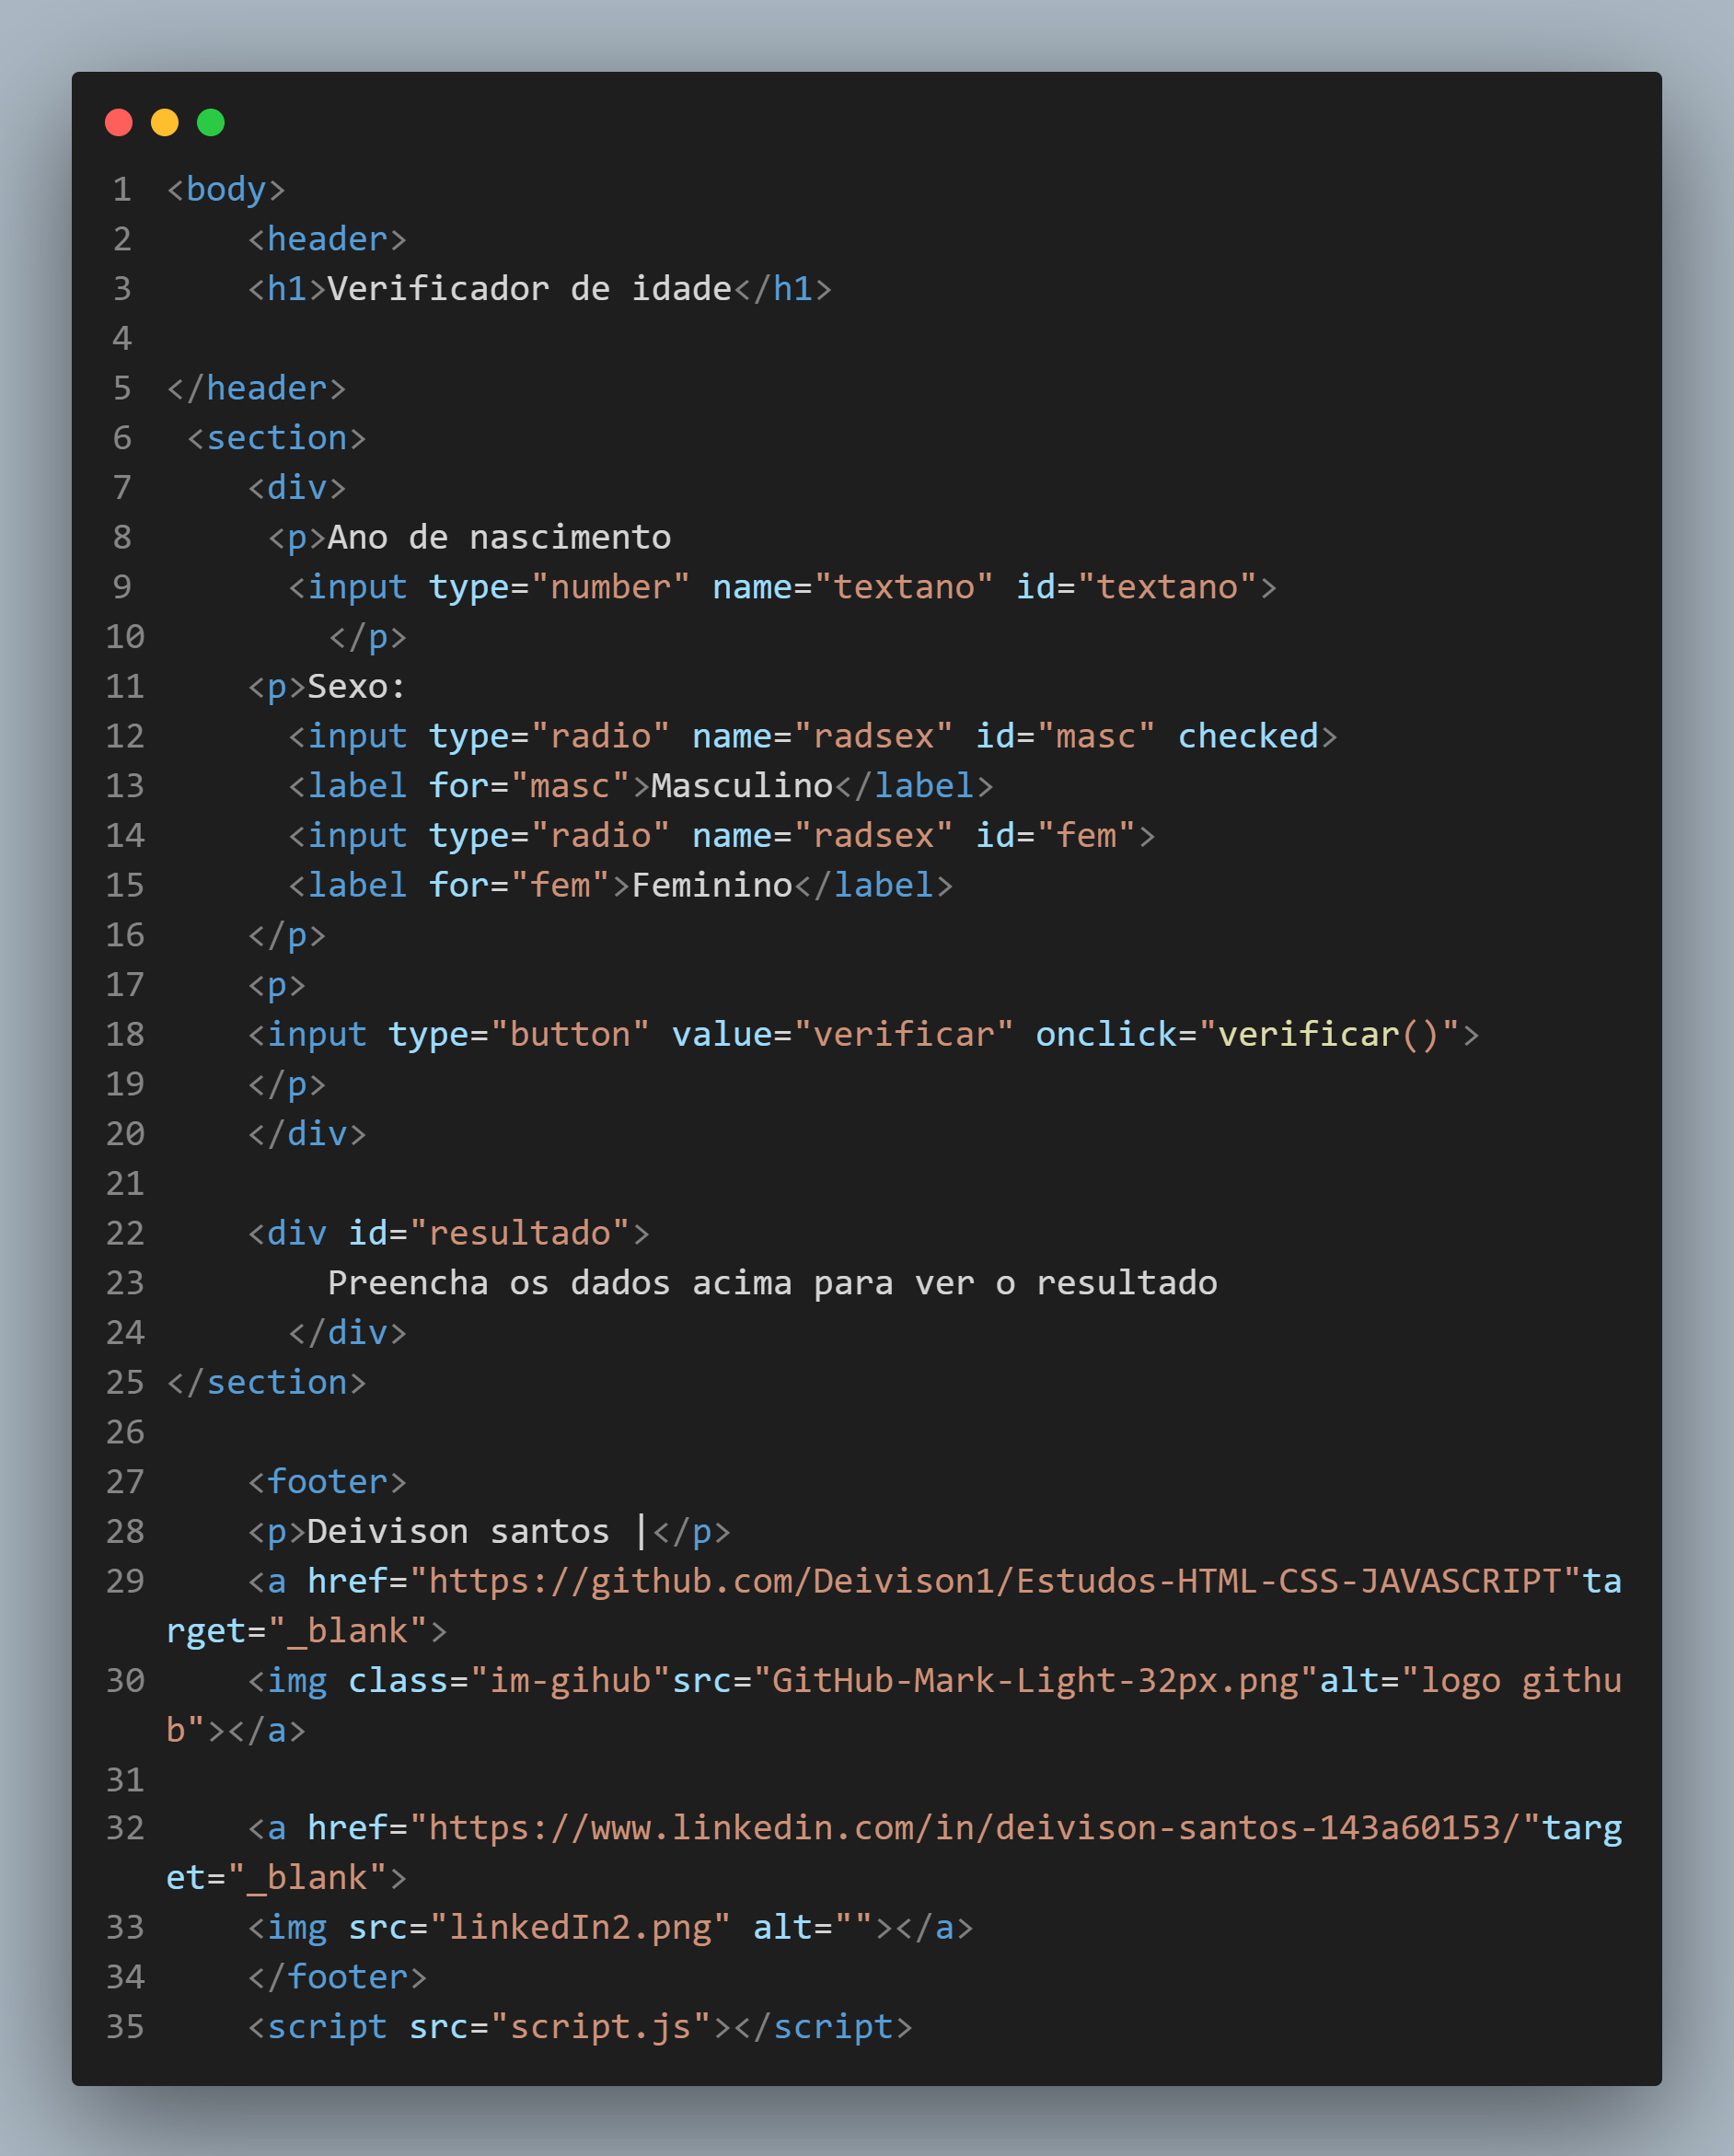 1 <body>
2     <header>
3     <h1>Verificador de idade</h1>
4
5 </header>
6  <section>
7     <div>
8      <p>Ano de nascimento
9       <input type="number" name="textano" id="textano">
10         </p>
11     <p>Sexo:
12       <input type="radio" name="radsex" id="masc" checked>
13       <label for="masc">Masculino</label>
14       <input type="radio" name="radsex" id="fem">
15       <label for="fem">Feminino</label>
16     </p>
17     <p>
18     <input type="button" value="verificar" onclick="verificar()">
19     </p>
20     </div>
21
22     <div id="resultado">
23         Preencha os dados acima para ver o resultado
24       </div>
25 </section>
26
27     <footer>
28     <p>Deivison santos |</p>
29     <a href="https://github.com/Deivison1/Estudos-HTML-CSS-JAVASCRIPT"ta
rget="_blank">
30     <img class="im-gihub"src="GitHub-Mark-Light-32px.png"alt="logo githu
b"></a>
31
32     <a href="https://www.linkedin.com/in/deivison-santos-143a60153/"targ
et="_blank">
33     <img src="linkedIn2.png" alt=""></a>
34     </footer>
35     <script src="script.js"></script>